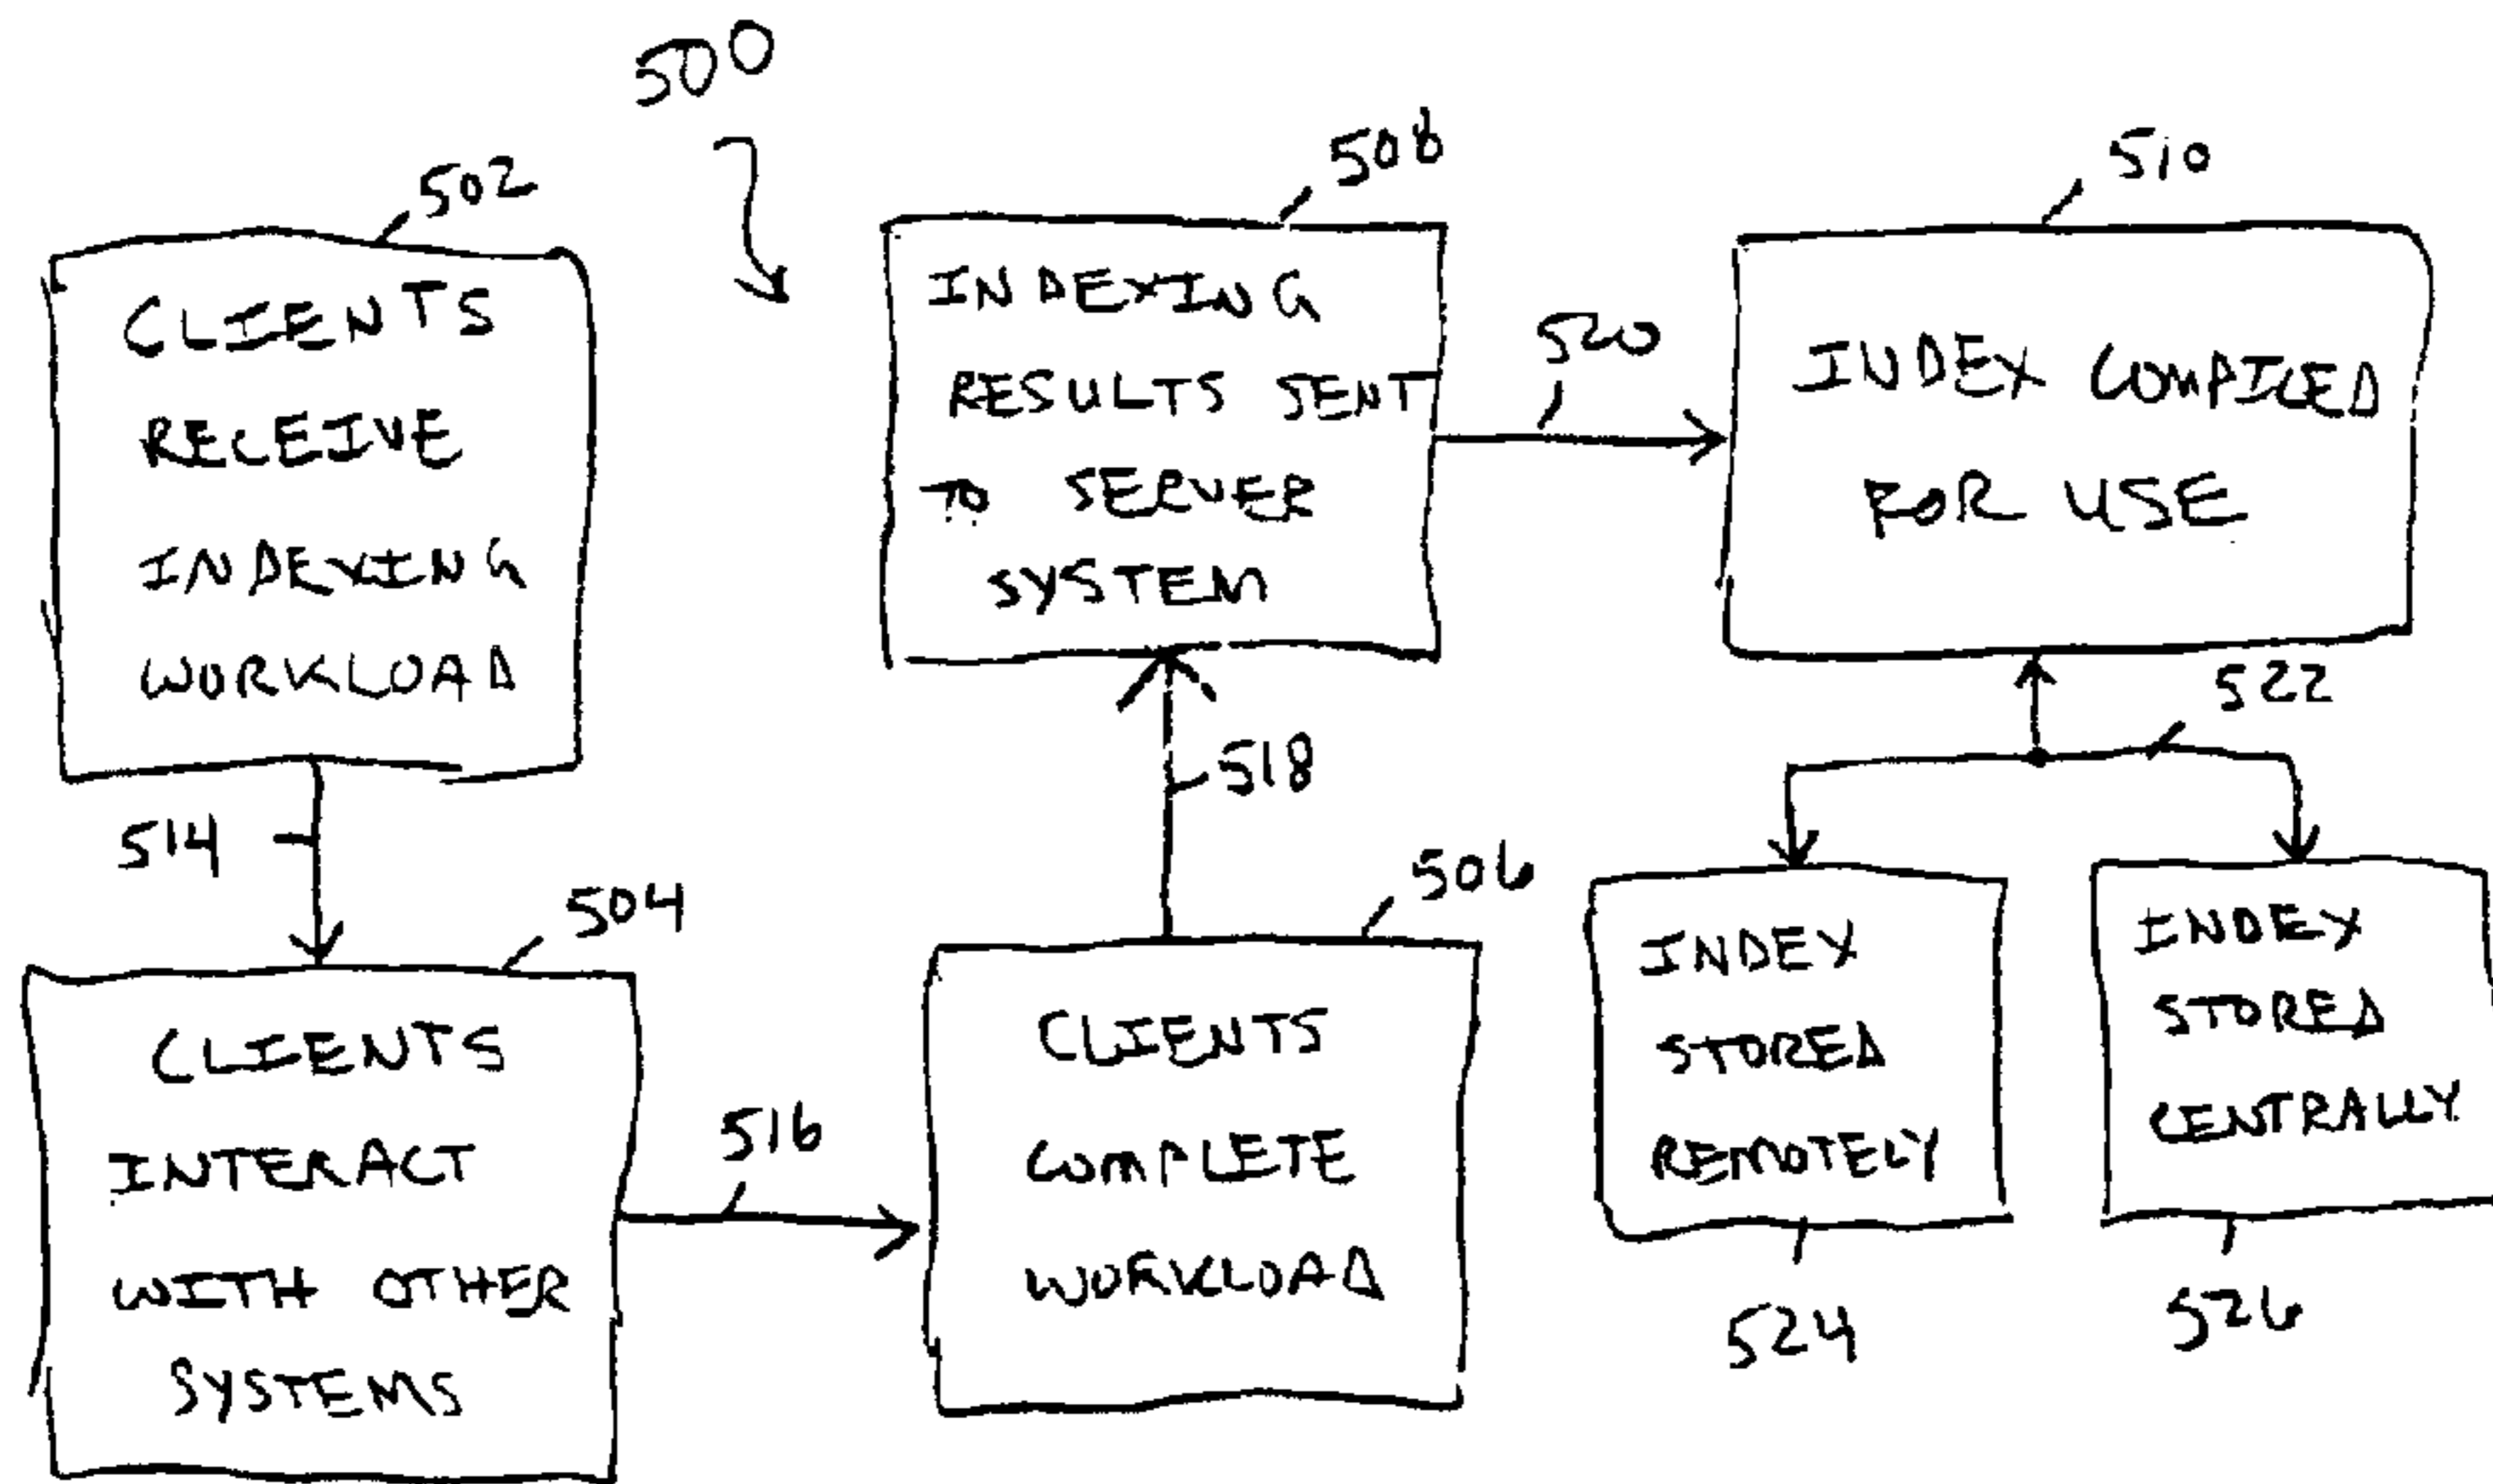 500
502
CLIENTS
RECEIVE
INDEXING
WORKLOAD
514
504
CLIENTS
INTERACT
WITH OTHER
SYSTEMS
516
506
CLIENTS
COMPLETE
WORKLOAD
518
508
INDEXING
RESULTS SENT
TO SERVER
SYSTEM
520
510
INDEX COMPILED
FOR USE
522
INDEX
STORED
REMOTELY
524
INDEX
STORED
CENTRALLY
526